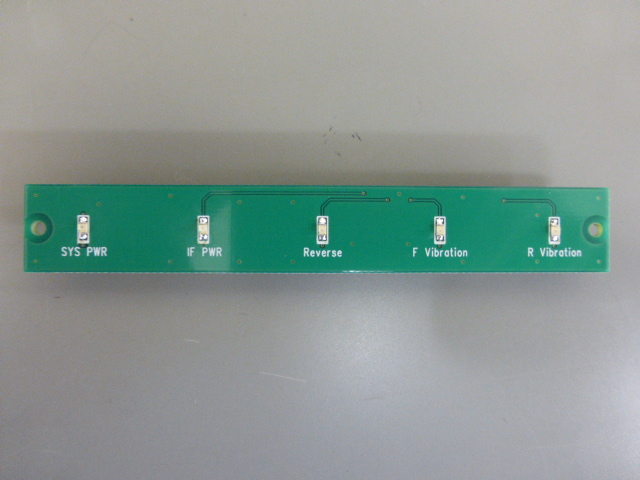 SYS PWR
IF PWR
Reverse
F Vibration
R Vibration